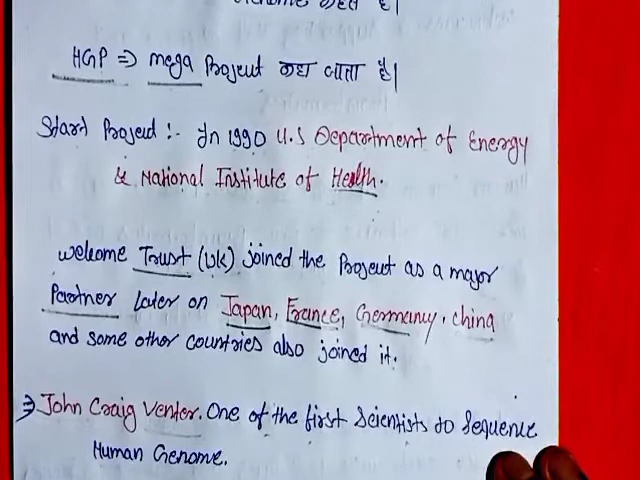 Genome कहते है।
HGP ⇒ mega Project कहा जाता है।
Start Project :- In 1990 U.S Department of Energy
& National Institute of Health.
Welcome Trust (UK) joined the Project as a major
Partner later on Japan, France, Germany, China
and some other countries also joined it.
⇒ John Craig Venter. One of the first Scientists to Sequence
Human Genome.